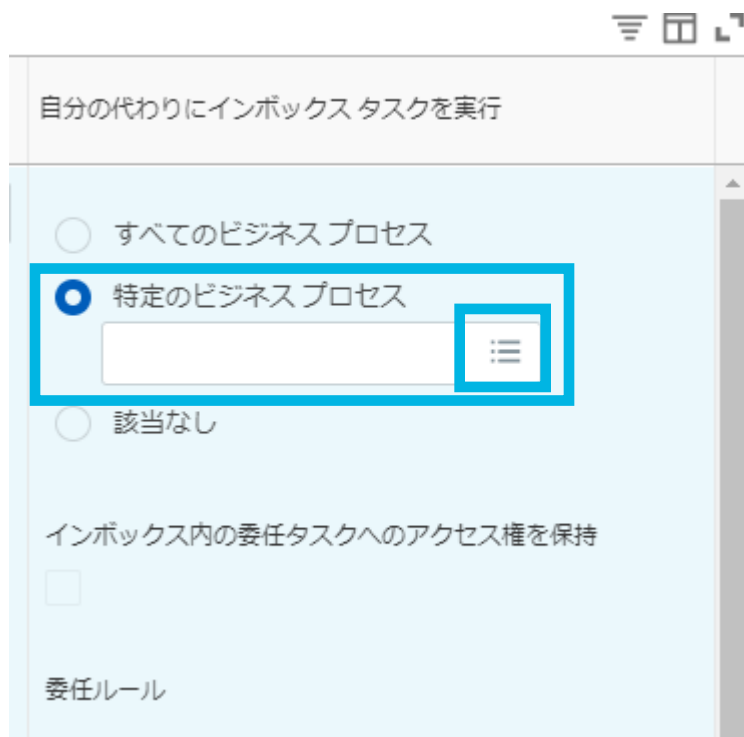 自分の代わりにインボックス タスクを実行
すべてのビジネス プロセス
特定のビジネス プロセス
該当なし
インボックス内の委任タスクへのアクセス権を保持
委任ルール